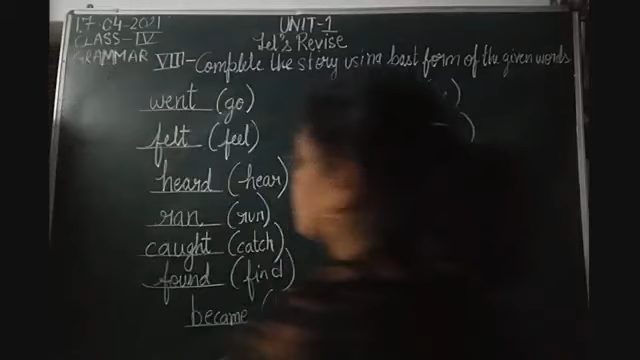 17-04-2021
UNIT-1
CLASS-IV
Let's Revise
GRAMMAR
VIII-Complete the story using past form of the given words
went (go)
felt (feel)
heard (hear)
ran (run)
caught (catch)
found (find)
became (